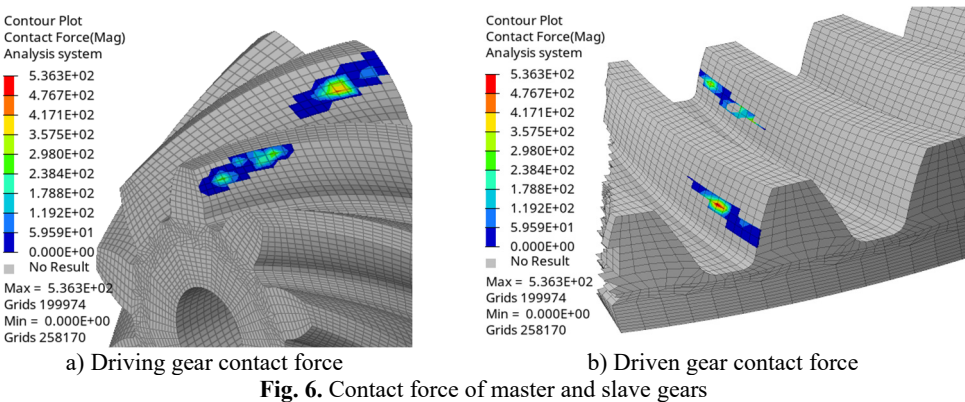 Contour Plot
Contact Force(Mag)
Analysis system
5.363E+02
4.767E+02
4.171E+02
3.575E+02
2.980E+02
2.384E+02
1.788E+02
1.192E+02
5.959E+01
0.000E+00
No Result
Max = 5.363E+02
Grids 199974
Min = 0.000E+00
Grids 258170
a) Driving gear contact force
Contour Plot
Contact Force(Mag)
Analysis system
5.363E+02
4.767E+02
4.171E+02
3.575E+02
2.980E+02
2.384E+02
1.788E+02
1.192E+02
5.959E+01
0.000E+00
No Result
Max = 5.363E+02
Grids 199974
Min = 0.000E+00
Grids 258170
b) Driven gear contact force
Fig. 6. Contact force of master and slave gears